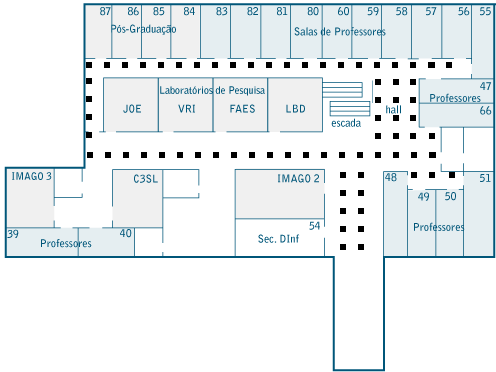 87 86 85 84 83 82 81 80 60 59 58 57 56 55
Pós-Graduação
Salas de Professores
Laboratórios de Pesquisa
JOE VRI FAES LBD
escada
hall
47
Professores
66
IMAGO 3
C3SL
IMAGO 2
48
49 50
51
39
Professores
40
54
Sec. DInf
Professores